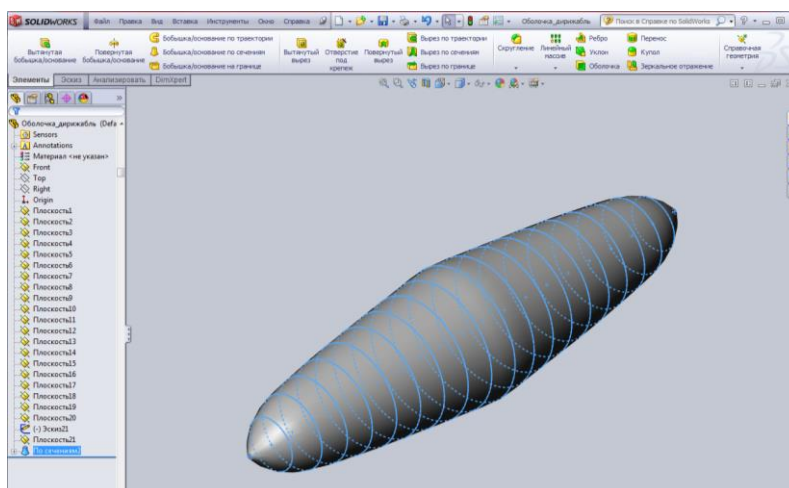 SOLIDWORKS Файл Правка Вид Вставка Инструменты Окно Справка Оболочка_дирижабль Поиск в Справке по SolidWorks
Вытянутая бобышка/основание
Повернутая бобышка/основание
Бобышка/основание по траектории
Бобышка/основание по сечениям
Бобышка/основание на границе
Вытянутый вырез
Отверстие под крепеж
Повернутый вырез
Вырез по траектории
Вырез по сечениям
Вырез по границе
Скругление
Линейный массив
Ребро
Уклон
Оболочка
Перенос
Купол
Зеркальное отражение
Справочная геометрия
Элементы Эскиз Анализировать DimXpert
Оболочка_дирижабль (Defa
Sensors
Annotations
Материал <не указан>
Front
Top
Right
Origin
Плоскость1
Плоскость2
Плоскость3
Плоскость4
Плоскость5
Плоскость6
Плоскость7
Плоскость8
Плоскость9
Плоскость10
Плоскость11
Плоскость12
Плоскость13
Плоскость14
Плоскость15
Плоскость16
Плоскость17
Плоскость18
Плоскость19
Плоскость20
(-) Эскиз21
Плоскость21
По сечениям2